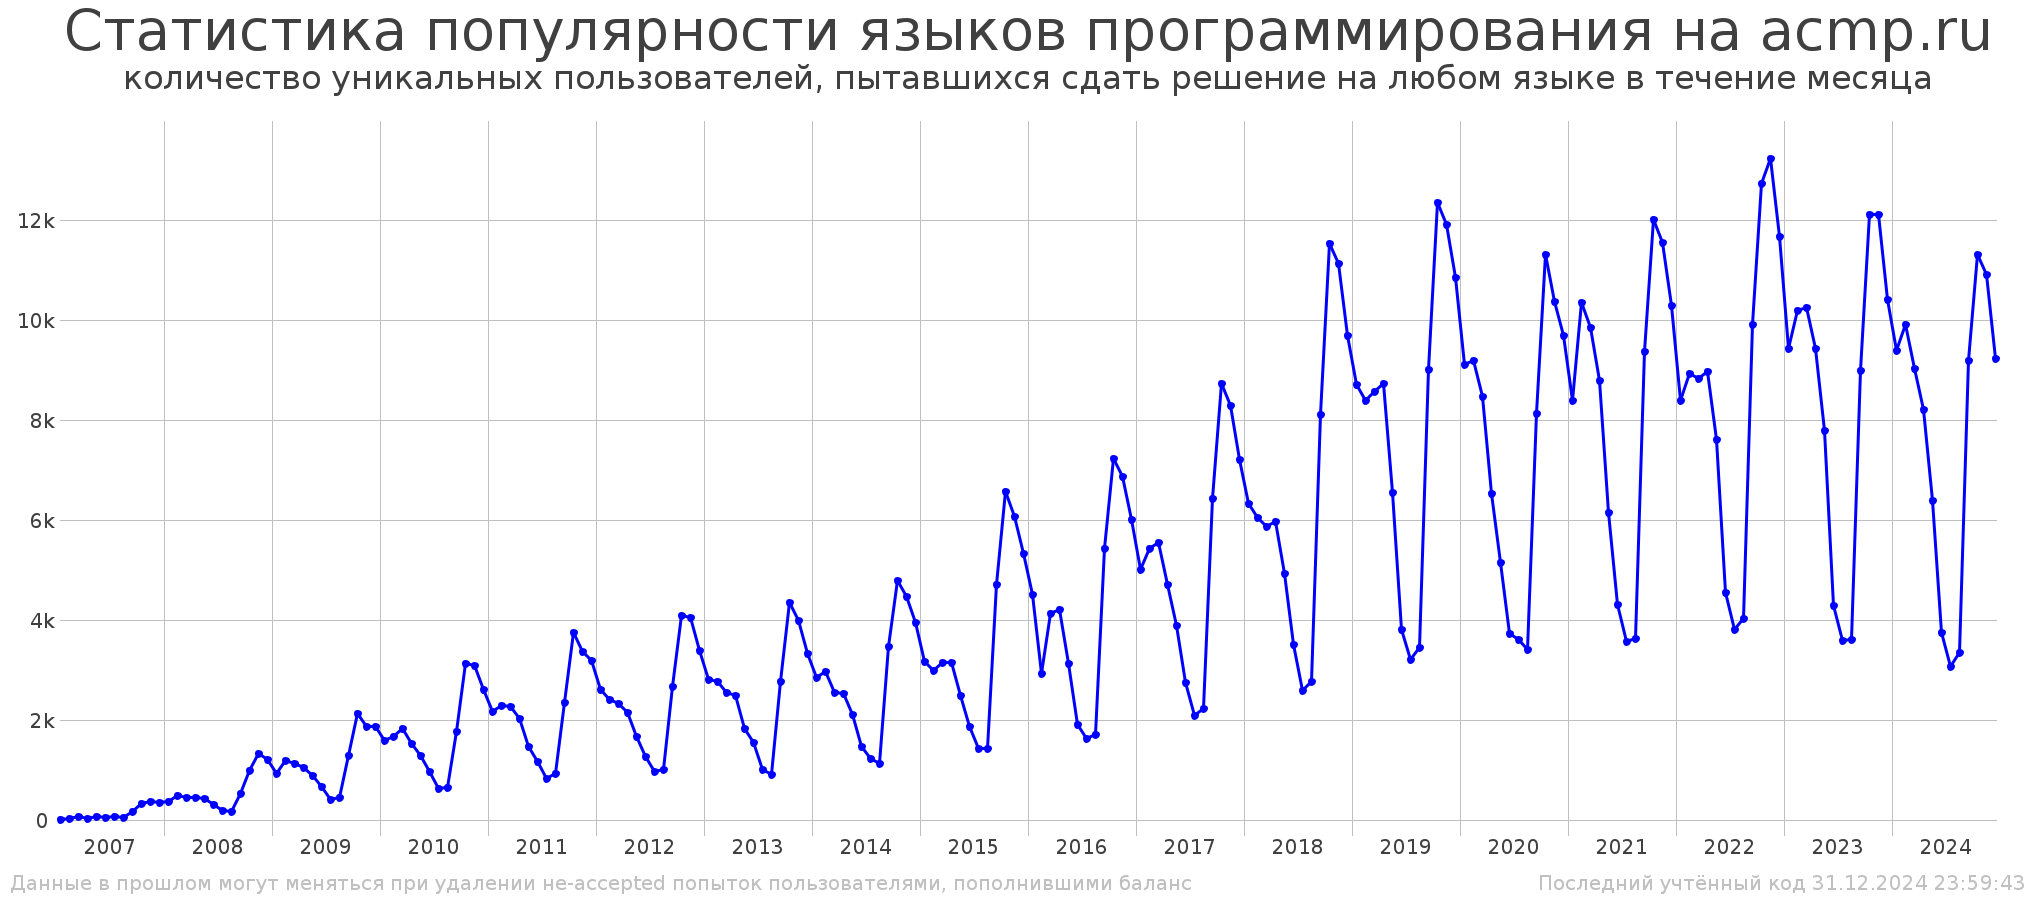 Статистика популярности языков программирования на acmp.ru
количество уникальных пользователей, пытавшихся сдать решение на любом языке в течение месяца
12k
10k
8k
6k
4k
2k
0
2007 2008 2009 2010 2011 2012 2013 2014 2015 2016 2017 2018 2019 2020 2021 2022 2023 2024
Данные в прошлом могут меняться при удалении не-accepted попыток пользователями, пополнившими баланс
Последний учтённый код 31.12.2024 23:59:43